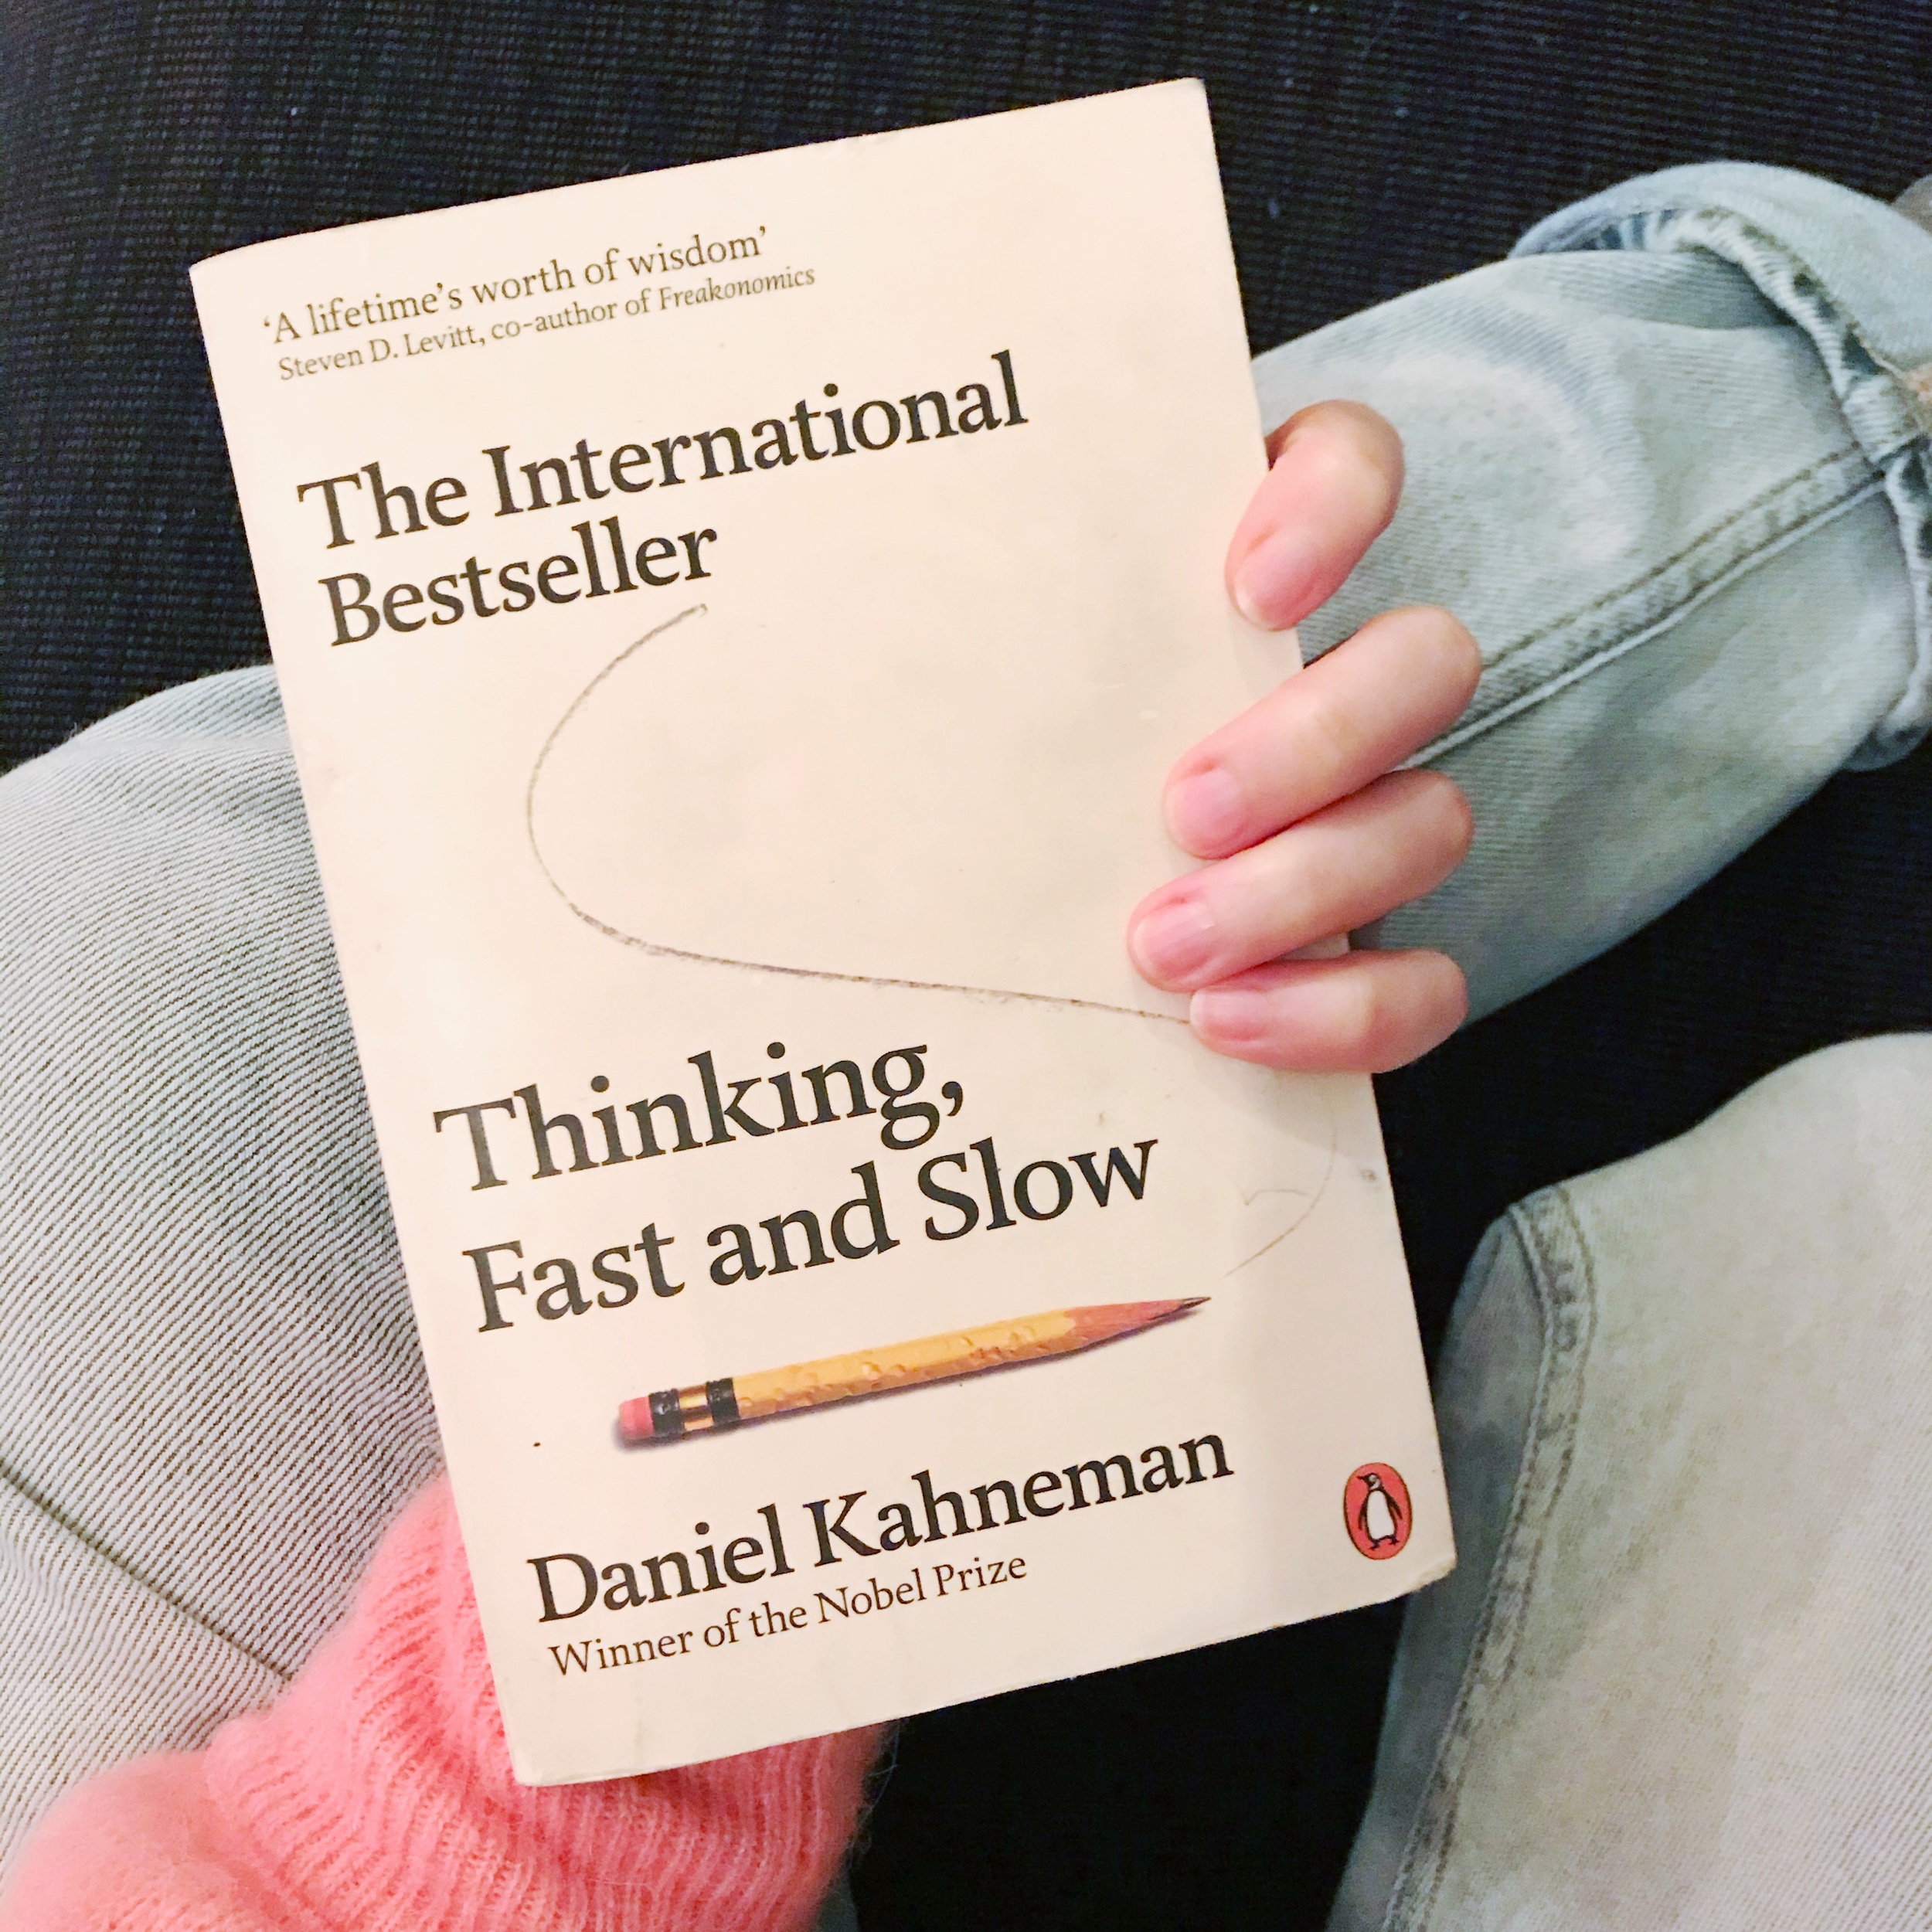 ‘A lifetime’s worth of wisdom’
Steven D. Levitt, co-author of Freakonomics
The International
Bestseller
Thinking,
Fast and Slow
Daniel Kahneman
Winner of the Nobel Prize